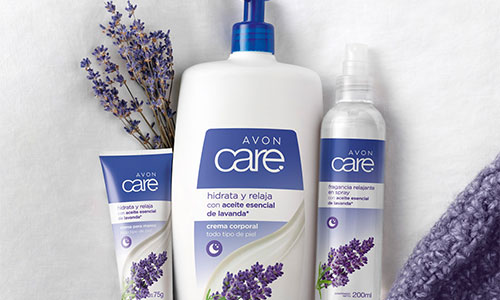 AVON
care.
hidrata y relaja
con aceite esencial
de lavanda*
75g
AVON
care.
hidrata y relaja
con aceite esencial
de lavanda*
crema corporal
todo tipo de piel
AVON
care.
fragancia relajante
en spray
con aceite esencial
de lavanda*
200ml